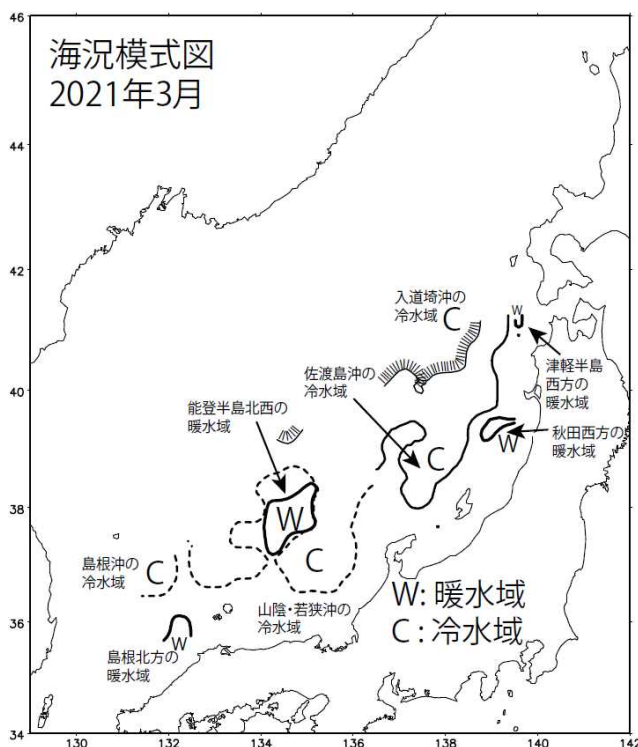 海況模式図
2021年3月
46
44
42
40
38
36
34
130
132
134
136
138
140
142
入道埼沖の
冷水域
C
W
津軽半島
西方の
暖水域
佐渡島沖の
冷水域
能登半島北西の
暖水域
秋田西方の
暖水域
W
C
W
C
島根沖の
冷水域
C
山陰・若狭沖の
冷水域
W
島根北方の
暖水域
W: 暖水域
C : 冷水域